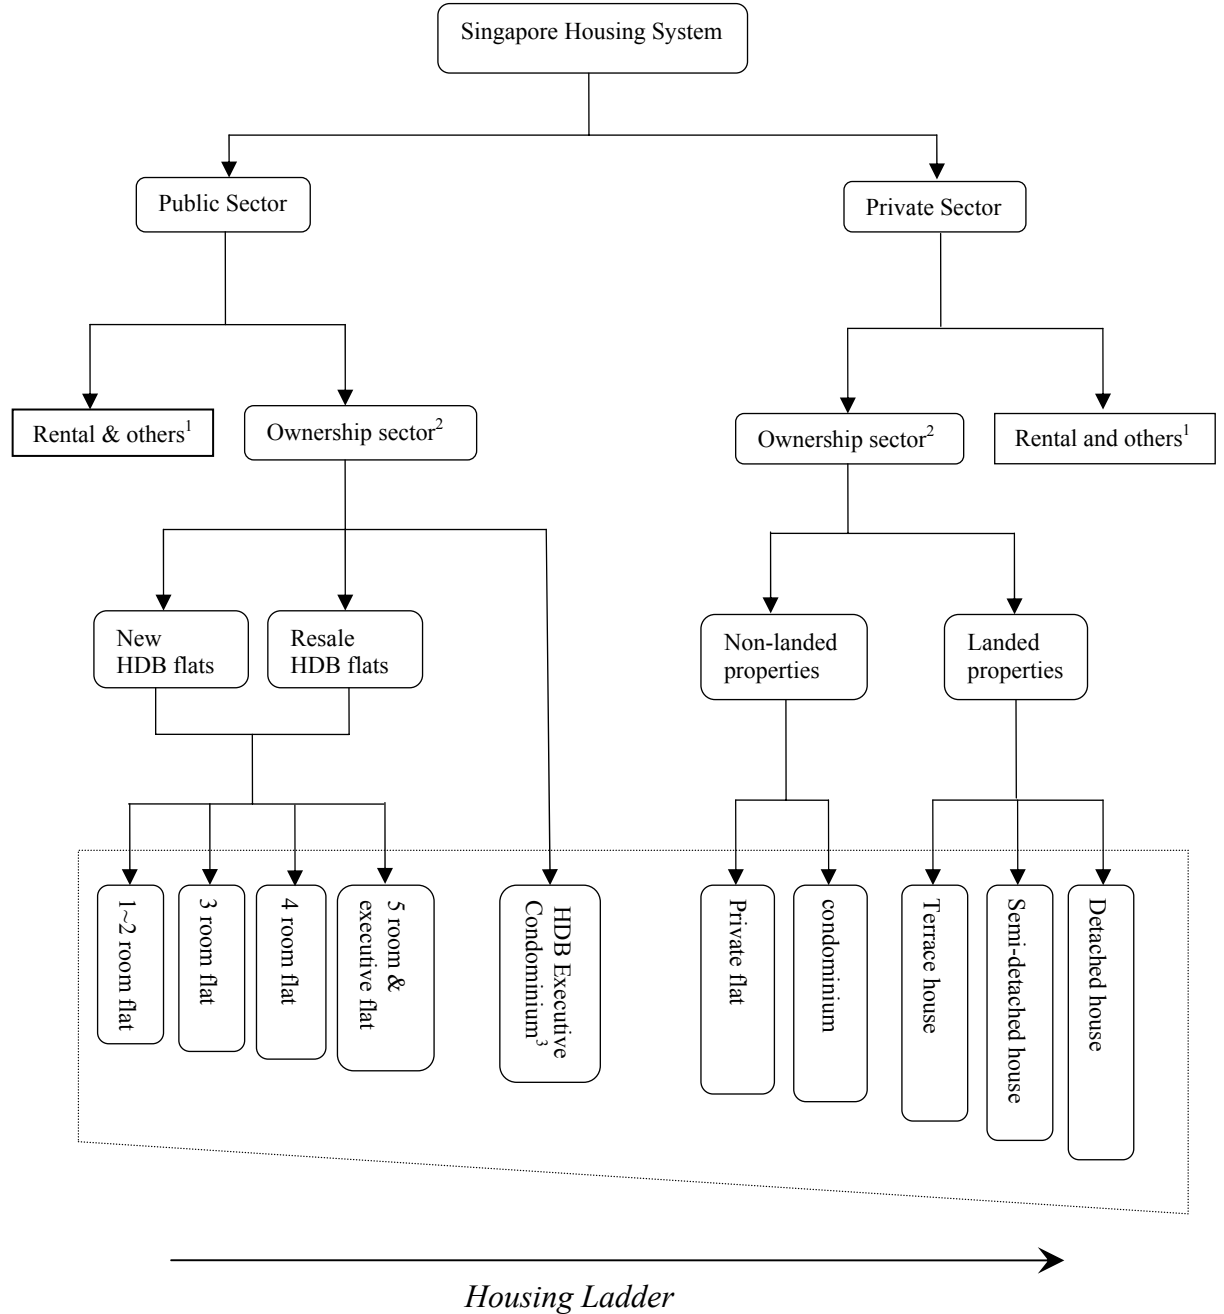 Singapore Housing System
Public Sector
Private Sector
Rental & others1
Ownership sector2
Ownership sector2
Rental and others1
New
HDB flats
Resale
HDB flats
Non-landed
properties
Landed
properties
1~2 room flat
3 room flat
4 room flat
5 room &
executive flat
HDB Executive
Condominium3
Private flat
condominium
Terrace house
Semi-detached house
Detached house
Housing Ladder